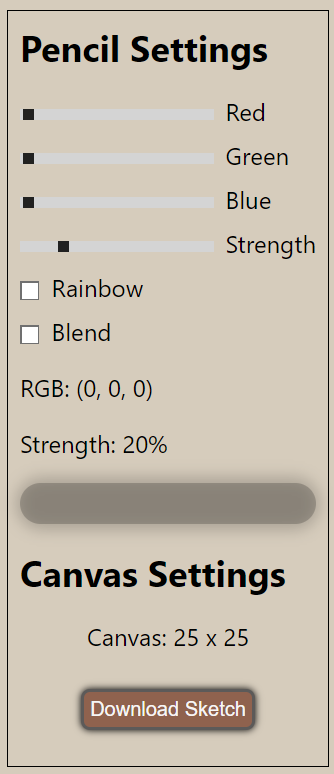 Pencil Settings
Red
Green
Blue
Strength
Rainbow
Blend
RGB: (0, 0, 0)
Strength: 20%
Canvas Settings
Canvas: 25 x 25
Download Sketch